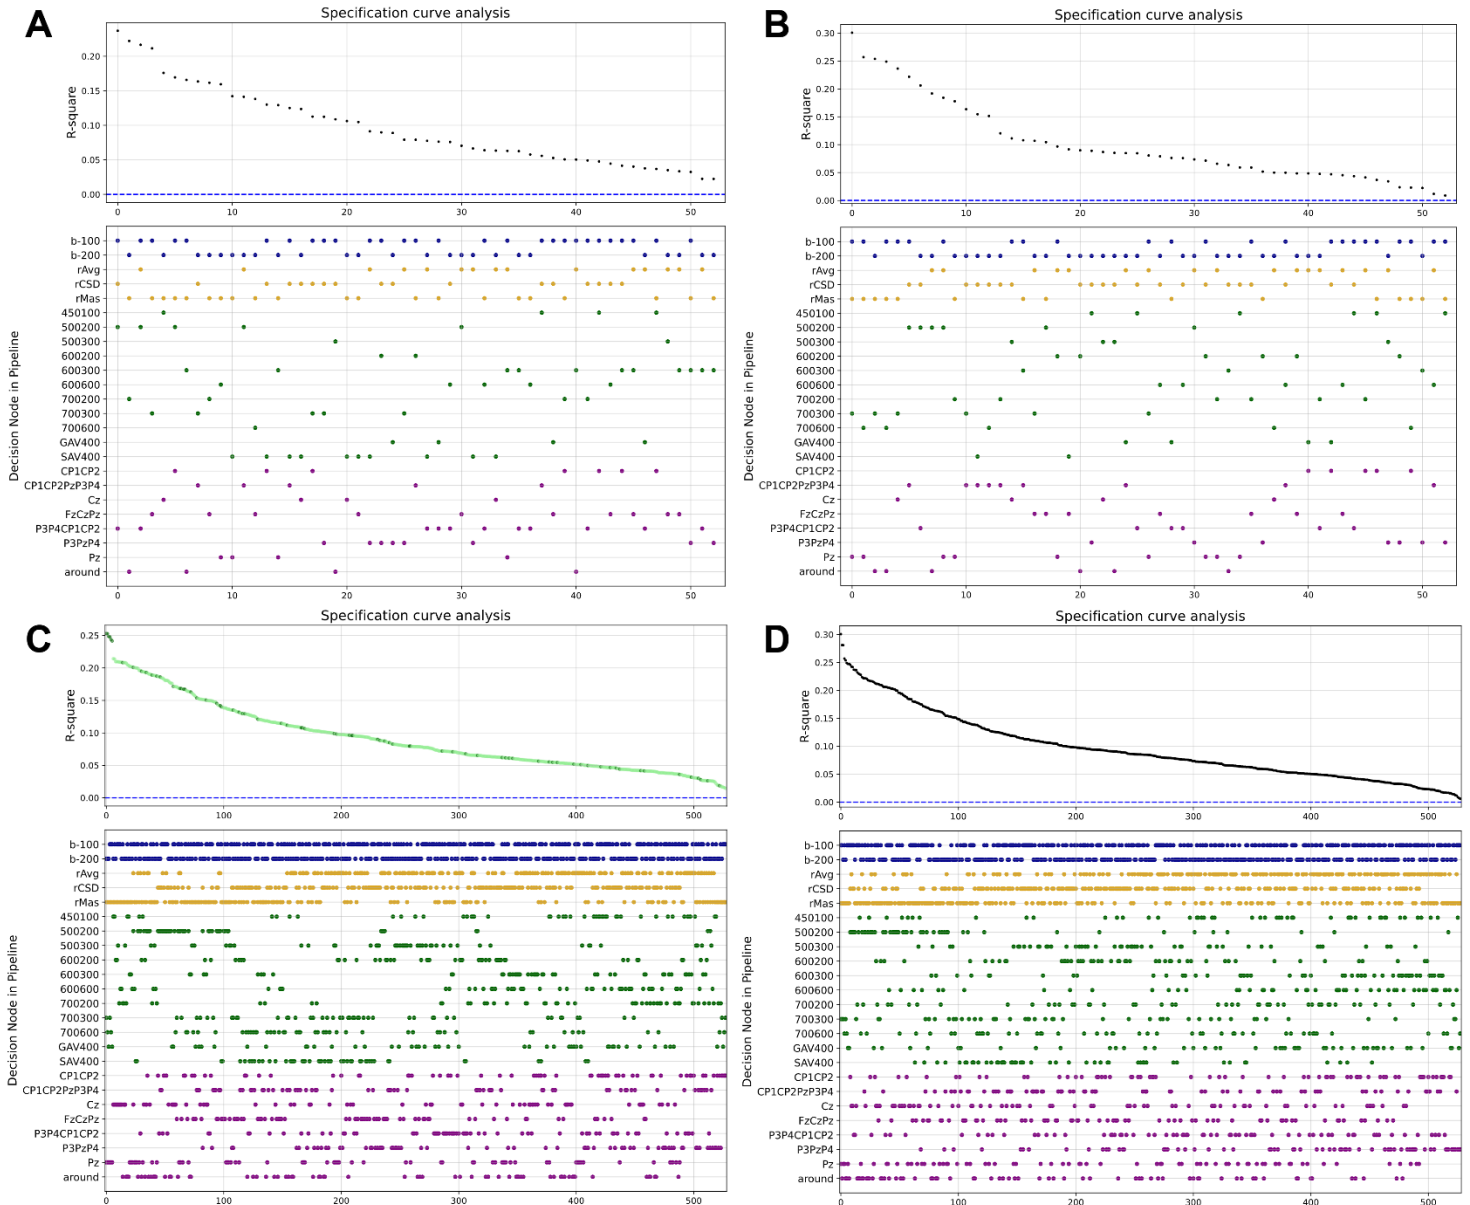 A
Specification curve analysis
R-square
0.20
0.15
0.10
0.05
0.00
0 10 20 30 40 50
Decision Node in Pipeline
b-100
b-200
rAvg
rCSD
rMas
450100
500200
500300
600200
600300
600600
700200
700300
700600
GAV400
SAV400
CP1CP2
CP1CP2PzP3P4
Cz
FzCzPz
P3P4CP1CP2
P3PzP4
Pz
around
0 10 20 30 40 50
B
Specification curve analysis
R-square
0.30
0.25
0.20
0.15
0.10
0.05
0.00
0 10 20 30 40 50
Decision Node in Pipeline
b-100
b-200
rAvg
rCSD
rMas
450100
500200
500300
600200
600300
600600
700200
700300
700600
GAV400
SAV400
CP1CP2
CP1CP2PzP3P4
Cz
FzCzPz
P3P4CP1CP2
P3PzP4
Pz
around
0 10 20 30 40 50
C
Specification curve analysis
R-square
0.25
0.20
0.15
0.10
0.05
0.00
0 100 200 300 400 500
Decision Node in Pipeline
b-100
b-200
rAvg
rCSD
rMas
450100
500200
500300
600200
600300
600600
700200
700300
700600
GAV400
SAV400
CP1CP2
CP1CP2PzP3P4
Cz
FzCzPz
P3P4CP1CP2
P3PzP4
Pz
around
0 100 200 300 400 500
D
Specification curve analysis
R-square
0.30
0.25
0.20
0.15
0.10
0.05
0.00
0 100 200 300 400 500
Decision Node in Pipeline
b-100
b-200
rAvg
rCSD
rMas
450100
500200
500300
600200
600300
600600
700200
700300
700600
GAV400
SAV400
CP1CP2
CP1CP2PzP3P4
Cz
FzCzPz
P3P4CP1CP2
P3PzP4
Pz
around
0 100 200 300 400 500